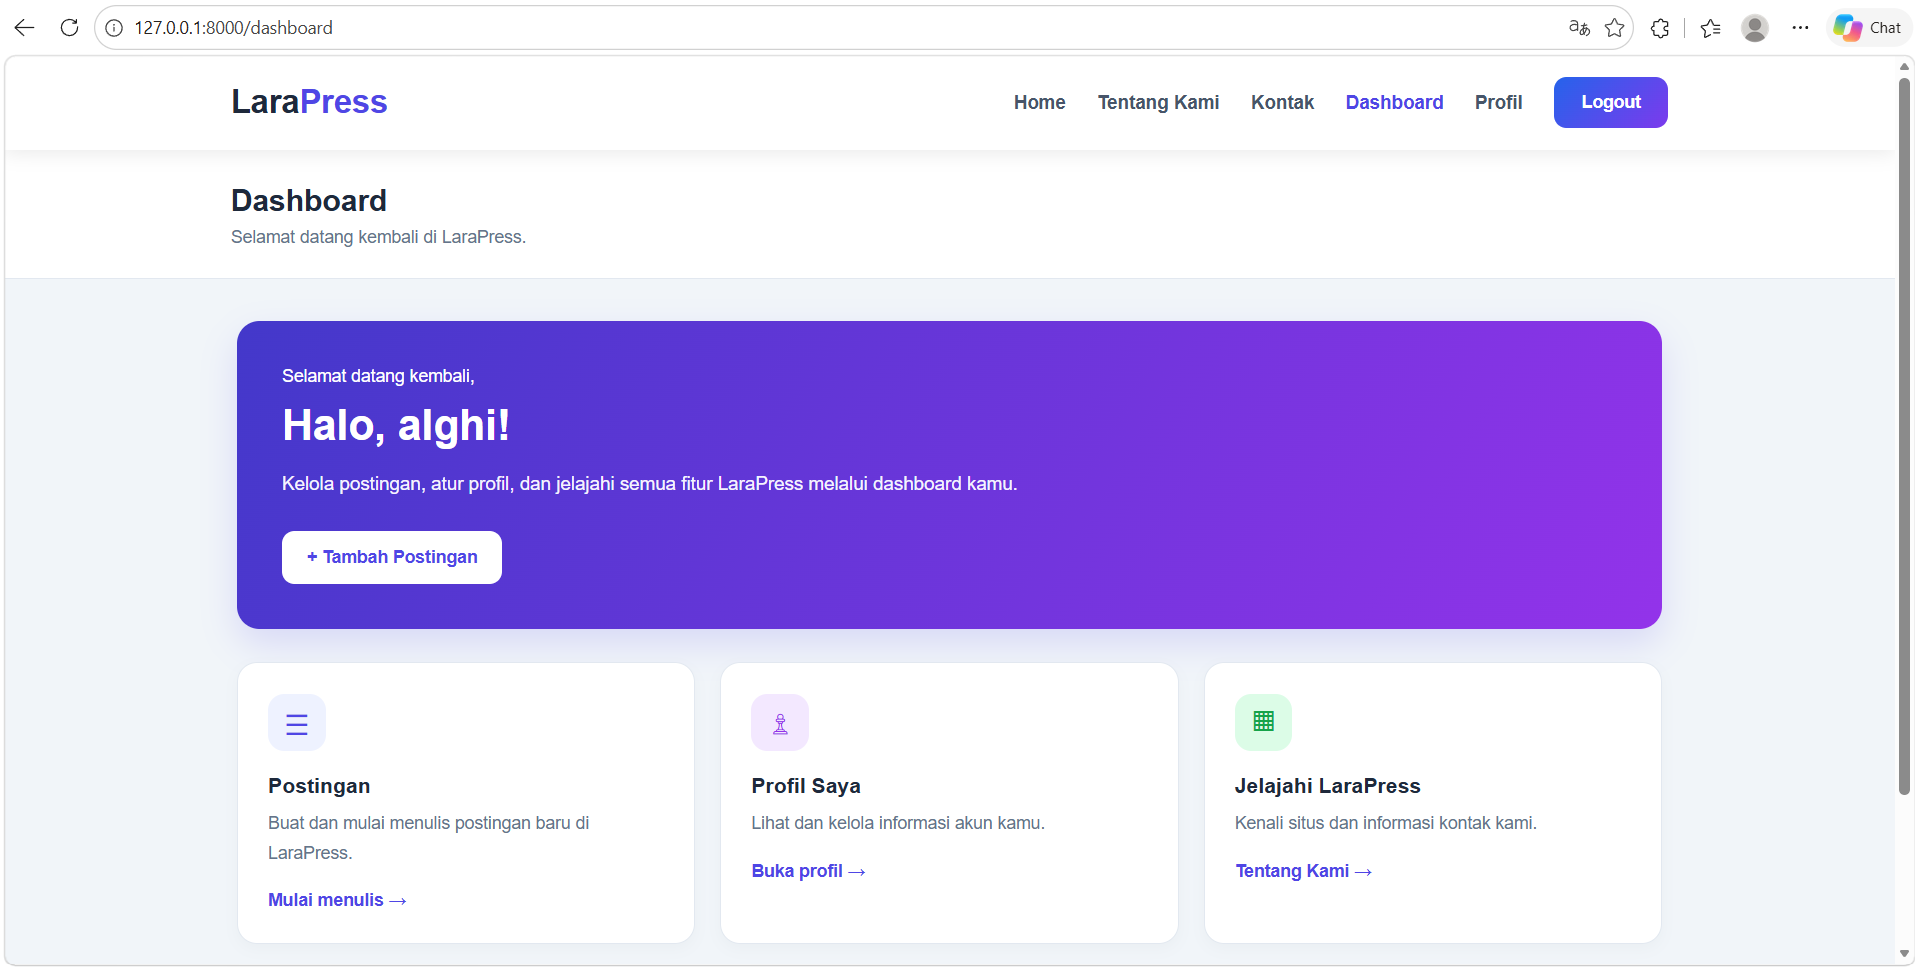 127.0.0.1:8000/dashboard
Chat
LaraPress
Home Tentang Kami Kontak Dashboard Profil Logout
Dashboard
Selamat datang kembali di LaraPress.
Selamat datang kembali,
Halo, alghi!
Kelola postingan, atur profil, dan jelajahi semua fitur LaraPress melalui dashboard kamu.
+ Tambah Postingan
Postingan
Buat dan mulai menulis postingan baru di
LaraPress.
Mulai menulis →
Profil Saya
Lihat dan kelola informasi akun kamu.
Buka profil →
Jelajahi LaraPress
Kenali situs dan informasi kontak kami.
Tentang Kami →